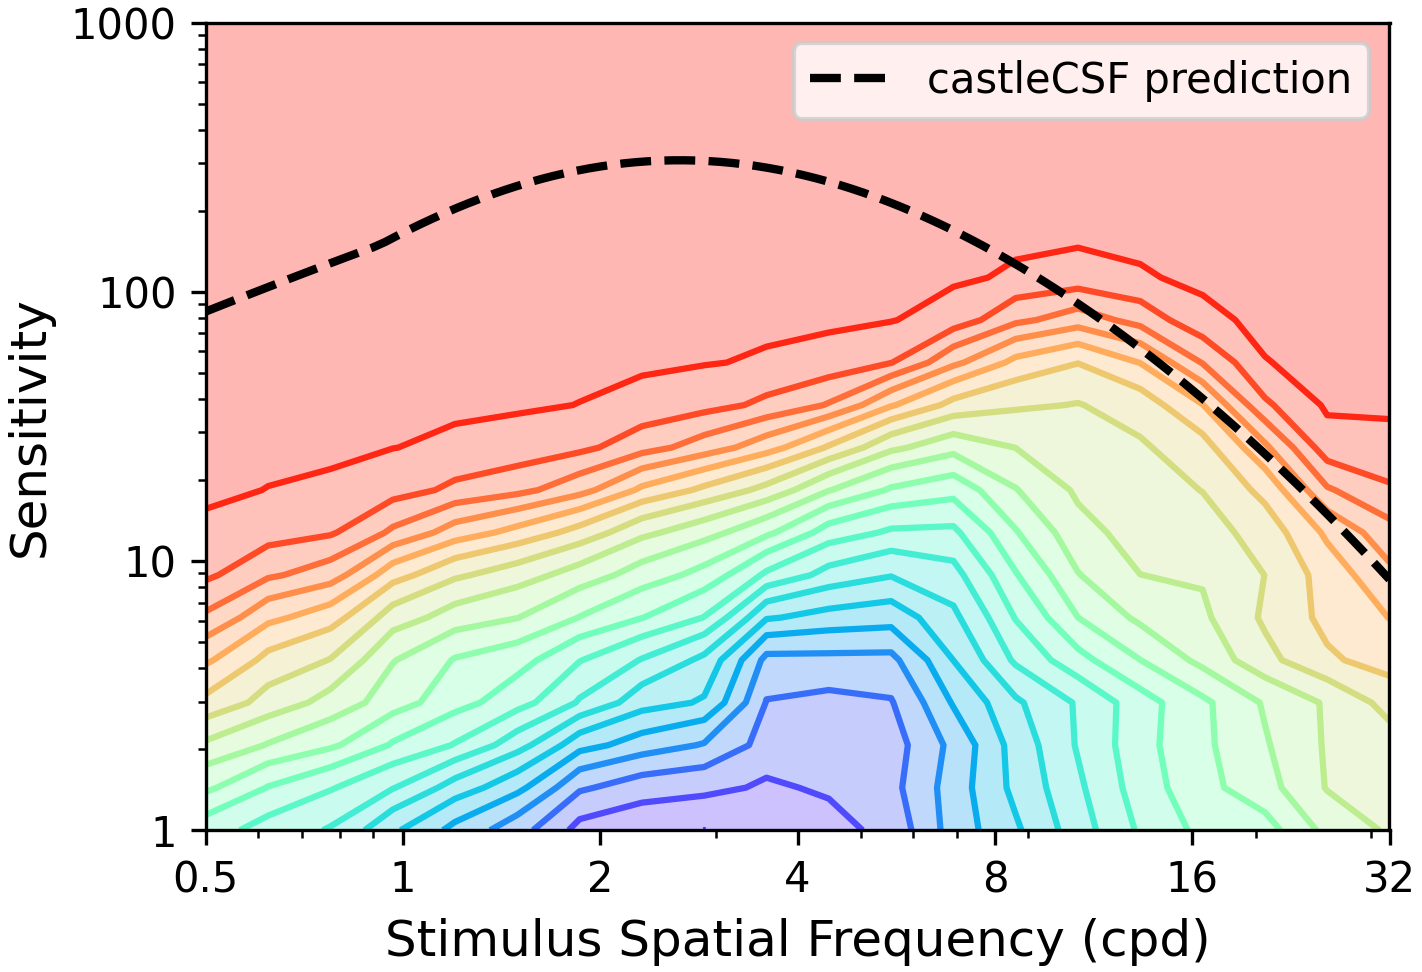 1000
100
10
1
Sensitivity
castleCSF prediction
0.5 1 2 4 8 16 32
Stimulus Spatial Frequency (cpd)